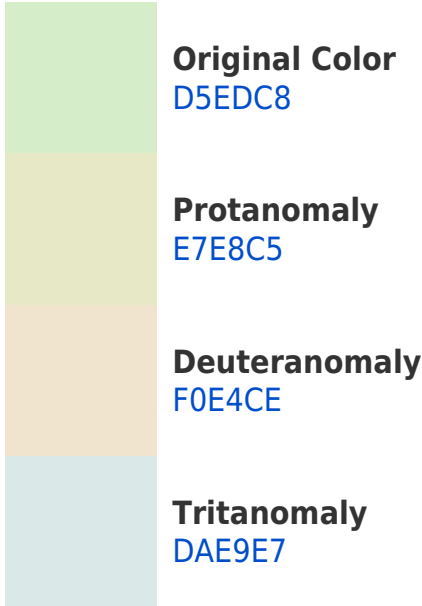 Original Color
D5EDC8
Protanomaly
E7E8C5
Deuteranomaly
F0E4CE
Tritanomaly
DAE9E7